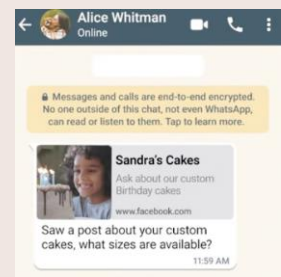 Alice Whitman
Online
Messages and calls are end-to-end encrypted.
No one outside of this chat, not even WhatsApp,
can read or listen to them. Tap to learn more.
Sandra's Cakes
Ask about our custom
Birthday cakes
www.facebook.com
Saw a post about your custom
cakes, what sizes are available?
11:59 AM